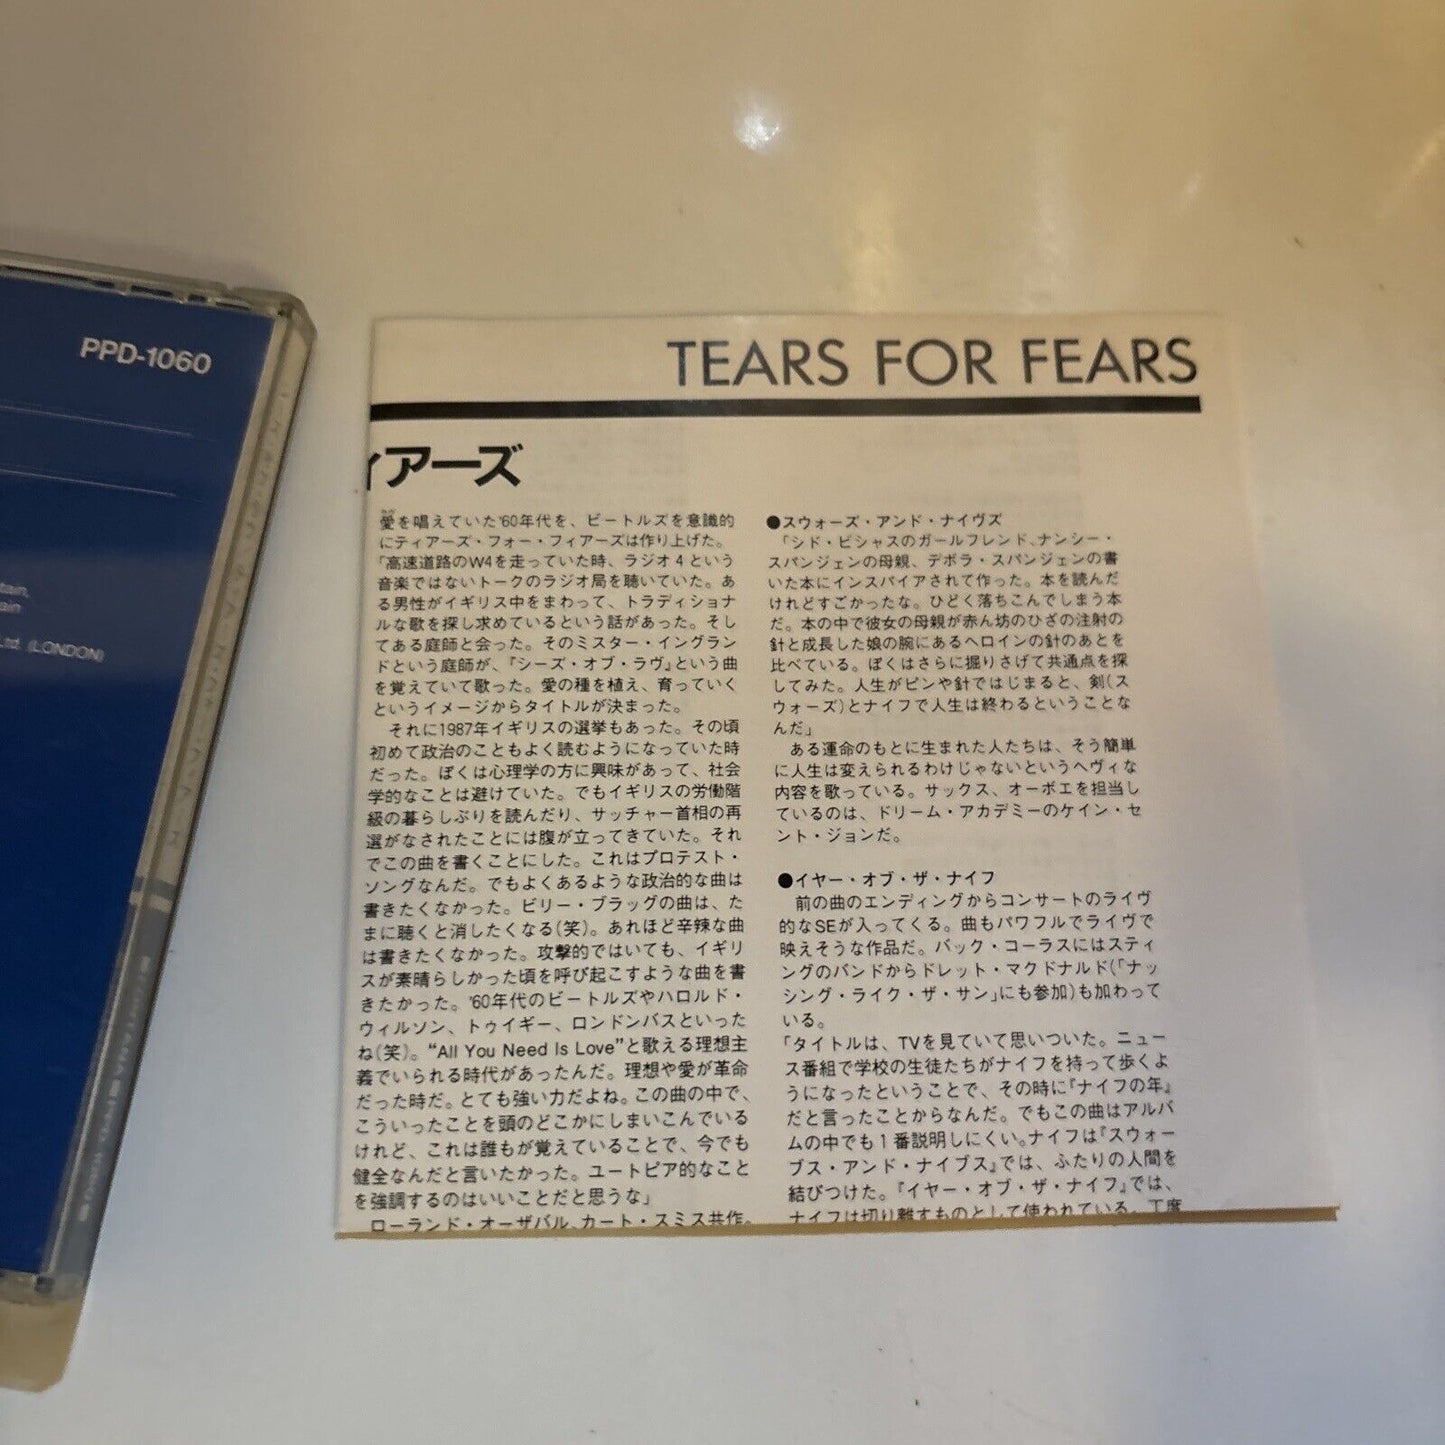 PPD-1060
tain,
tain
Ltd. (LONDON)
TEARS FOR FEARS
ィアーズ
愛を唱えていた'60年代を、ビートルズを意識的
にティアーズ・フォー・フィアーズは作り上げた。
「高速道路のW4を走っていた時、ラジオ4という
音楽ではないトークのラジオ局を聴いていた。あ
る男性がイギリス中をまわって、トラディショナ
ルな歌を探し求めているという話があった。そし
てある庭師と会った。そのミスター・イングラン
ドという庭師が、『シーズ・オブ・ラヴ』という曲
を覚えていて歌った。愛の種を植え、育っていく
というイメージからタイトルが決まった。
それに1987年イギリスの選挙もあった。その頃
初めて政治のこともよく読むようになっていた時
だった。ぼくは心理学の方に興味があって、社会
学的なことは避けていた。でもイギリスの労働階
級の暮らしぶりを読んだり、サッチャー首相の再
選がなされたことには腹が立ってきていた。それ
でこの曲を書くことにした。これはプロテスト・
ソングなんだ。でもよくあるような政治的な曲は
書きたくなかった。ビリー・ブラッグの曲は、た
まに聴くと消したくなる(笑)。あれほど辛辣な曲
は書きたくなかった。攻撃的ではいても、イギリ
スが素晴らしかった頃を呼び起こすような曲を書
きたかった。'60年代のビートルズやハロルド・
ウィルソン、トゥイギー、ロンドンバスといった
ね(笑)。“All You Need Is Love”と歌える理想主
義でいられる時代があったんだ。理想や愛が革命
だった時だ。とても強い力だよね。この曲の中で、
こういったことを頭のどこかにしまいこんでいる
けれど、これは誰もが覚えていることで、今でも
健全なんだと言いたかった。ユートピア的なこと
を強調するのはいいことだと思うな」
ローランド・オーザバル、カート・スミス共作。
●スウォーズ・アンド・ナイヴズ
「シド・ビシャスのガールフレンド、ナンシー・
スパンジェンの母親、デボラ・スパンジェンの書
いた本にインスパイアされて作った。本を読んだ
けれどすごかったな。ひどく落ちこんでしまう本
だ。本の中で彼女の母親が赤ん坊のひざの注射の
針と成長した娘の腕にあるヘロインの針のあとを
比べている。ぼくはさらに掘りさげて共通点を探
してみた。人生がピンや針ではじまると、剣(ス
ウォーズ)とナイフで人生は終わるということな
んだ」
ある運命のもとに生まれた人たちは、そう簡単
に人生は変えられるわけじゃないというヘヴィな
内容を歌っている。サックス、オーボエを担当し
ているのは、ドリーム・アカデミーのケイン・セ
ント・ジョンだ。
●イヤー・オブ・ザ・ナイフ
前の曲のエンディングからコンサートのライヴ
的なSEが入ってくる。曲もパワフルでライヴで
映えそうな作品だ。バック・コーラスにはスティ
ングのバンドからドレット・マクドナルド(「ナッ
シング・ライク・ザ・サン」にも参加)も加わって
いる。
「タイトルは、TVを見ていて思いついた。ニュー
ス番組で学校の生徒たちがナイフを持って歩くよ
うになったということで、その時に『ナイフの年』
だと言ったことからなんだ。でもこの曲はアルバ
ムの中でも1番説明しにくい。ナイフは『スウォー
ブス・アンド・ナイブス』では、ふたりの人間を
結びつけた。『イヤー・オブ・ザ・ナイフ』では、
ナイフは切り離すものとして使われている。丁度